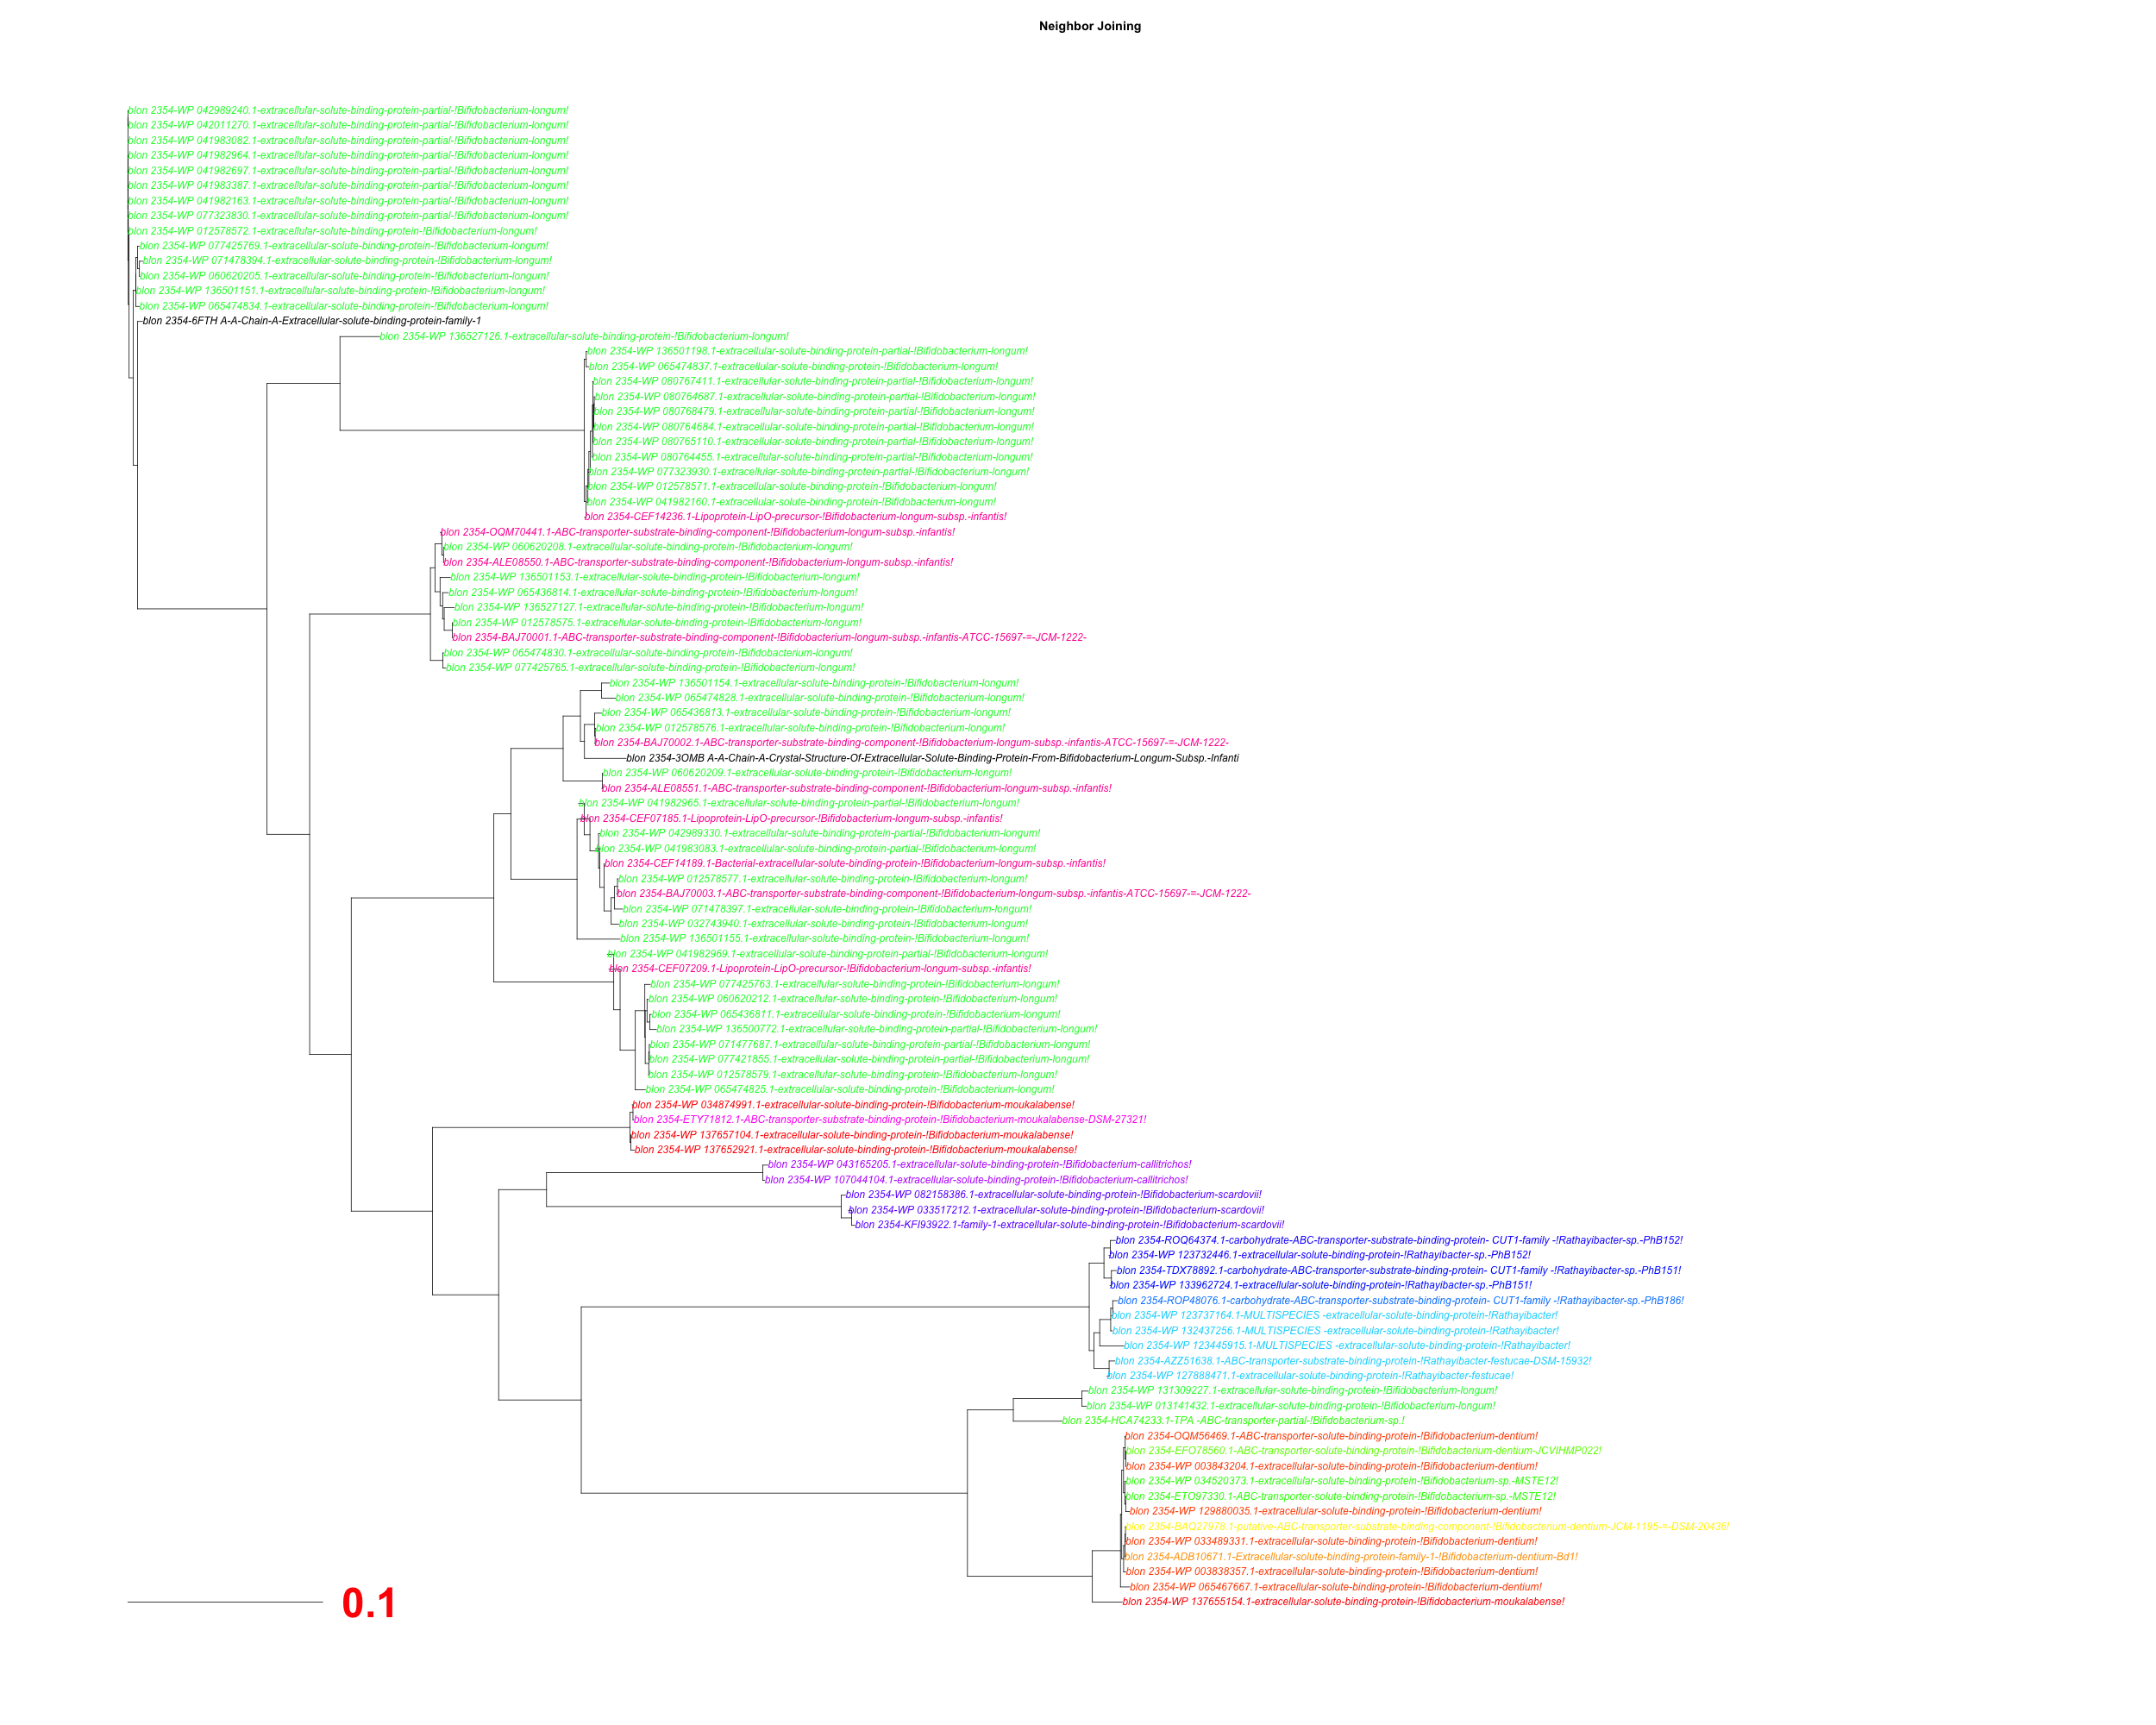 Neighbor Joining
blon 2354-WP 042989240.1-extracellular-solute-binding-protein-partial-!Bifidobacterium-longum!
blon 2354-WP 042011270.1-extracellular-solute-binding-protein-partial-!Bifidobacterium-longum!
blon 2354-WP 041983082.1-extracellular-solute-binding-protein-partial-!Bifidobacterium-longum!
blon 2354-WP 041982964.1-extracellular-solute-binding-protein-partial-!Bifidobacterium-longum!
blon 2354-WP 041982697.1-extracellular-solute-binding-protein-partial-!Bifidobacterium-longum!
blon 2354-WP 041983387.1-extracellular-solute-binding-protein-partial-!Bifidobacterium-longum!
blon 2354-WP 041982163.1-extracellular-solute-binding-protein-partial-!Bifidobacterium-longum!
blon 2354-WP 077323830.1-extracellular-solute-binding-protein-partial-!Bifidobacterium-longum!
blon 2354-WP 012578572.1-extracellular-solute-binding-protein-!Bifidobacterium-longum!
blon 2354-WP 077425769.1-extracellular-solute-binding-protein-!Bifidobacterium-longum!
blon 2354-WP 071478394.1-extracellular-solute-binding-protein-!Bifidobacterium-longum!
blon 2354-WP 060620205.1-extracellular-solute-binding-protein-!Bifidobacterium-longum!
blon 2354-WP 136501151.1-extracellular-solute-binding-protein-!Bifidobacterium-longum!
blon 2354-WP 065474834.1-extracellular-solute-binding-protein-!Bifidobacterium-longum!
blon 2354-6FTH A-A-Chain-A-Extracellular-solute-binding-protein-family-1
blon 2354-WP 136527126.1-extracellular-solute-binding-protein-!Bifidobacterium-longum!
blon 2354-WP 136501198.1-extracellular-solute-binding-protein-partial-!Bifidobacterium-longum!
blon 2354-WP 065474837.1-extracellular-solute-binding-protein-!Bifidobacterium-longum!
blon 2354-WP 080767411.1-extracellular-solute-binding-protein-partial-!Bifidobacterium-longum!
blon 2354-WP 080764687.1-extracellular-solute-binding-protein-partial-!Bifidobacterium-longum!
blon 2354-WP 080768479.1-extracellular-solute-binding-protein-partial-!Bifidobacterium-longum!
blon 2354-WP 080764684.1-extracellular-solute-binding-protein-partial-!Bifidobacterium-longum!
blon 2354-WP 080765110.1-extracellular-solute-binding-protein-partial-!Bifidobacterium-longum!
blon 2354-WP 080764455.1-extracellular-solute-binding-protein-partial-!Bifidobacterium-longum!
blon 2354-WP 077323930.1-extracellular-solute-binding-protein-partial-!Bifidobacterium-longum!
blon 2354-WP 012578571.1-extracellular-solute-binding-protein-!Bifidobacterium-longum!
blon 2354-WP 041982160.1-extracellular-solute-binding-protein-!Bifidobacterium-longum!
blon 2354-CEF14236.1-Lipoprotein-LipO-precursor-!Bifidobacterium-longum-subsp.-infantis!
blon 2354-OQM70441.1-ABC-transporter-substrate-binding-component-!Bifidobacterium-longum-subsp.-infantis!
blon 2354-WP 060620208.1-extracellular-solute-binding-protein-!Bifidobacterium-longum!
blon 2354-ALE08550.1-ABC-transporter-substrate-binding-component-!Bifidobacterium-longum-subsp.-infantis!
blon 2354-WP 136501153.1-extracellular-solute-binding-protein-!Bifidobacterium-longum!
blon 2354-WP 065436814.1-extracellular-solute-binding-protein-!Bifidobacterium-longum!
blon 2354-WP 136527127.1-extracellular-solute-binding-protein-!Bifidobacterium-longum!
blon 2354-WP 012578575.1-extracellular-solute-binding-protein-!Bifidobacterium-longum!
blon 2354-BAJ70001.1-ABC-transporter-substrate-binding-component-!Bifidobacterium-longum-subsp.-infantis-ATCC-15697-=-JCM-1222-
blon 2354-WP 065474830.1-extracellular-solute-binding-protein-!Bifidobacterium-longum!
blon 2354-WP 077425765.1-extracellular-solute-binding-protein-!Bifidobacterium-longum!
blon 2354-WP 136501154.1-extracellular-solute-binding-protein-!Bifidobacterium-longum!
blon 2354-WP 065474828.1-extracellular-solute-binding-protein-!Bifidobacterium-longum!
blon 2354-WP 065436813.1-extracellular-solute-binding-protein-!Bifidobacterium-longum!
blon 2354-WP 012578576.1-extracellular-solute-binding-protein-!Bifidobacterium-longum!
blon 2354-BAJ70002.1-ABC-transporter-substrate-binding-component-!Bifidobacterium-longum-subsp.-infantis-ATCC-15697-=-JCM-1222-
blon 2354-3OMB A-A-Chain-A-Crystal-Structure-Of-Extracellular-Solute-Binding-Protein-From-Bifidobacterium-Longum-Subsp.-Infanti
blon 2354-WP 060620209.1-extracellular-solute-binding-protein-!Bifidobacterium-longum!
blon 2354-ALE08551.1-ABC-transporter-substrate-binding-component-!Bifidobacterium-longum-subsp.-infantis!
blon 2354-WP 041982965.1-extracellular-solute-binding-protein-partial-!Bifidobacterium-longum!
blon 2354-CEF07185.1-Lipoprotein-LipO-precursor-!Bifidobacterium-longum-subsp.-infantis!
blon 2354-WP 042989330.1-extracellular-solute-binding-protein-partial-!Bifidobacterium-longum!
blon 2354-WP 041983083.1-extracellular-solute-binding-protein-partial-!Bifidobacterium-longum!
blon 2354-CEF14189.1-Bacterial-extracellular-solute-binding-protein-!Bifidobacterium-longum-subsp.-infantis!
blon 2354-WP 012578577.1-extracellular-solute-binding-protein-!Bifidobacterium-longum!
blon 2354-BAJ70003.1-ABC-transporter-substrate-binding-component-!Bifidobacterium-longum-subsp.-infantis-ATCC-15697-=-JCM-1222-
blon 2354-WP 071478397.1-extracellular-solute-binding-protein-!Bifidobacterium-longum!
blon 2354-WP 032743940.1-extracellular-solute-binding-protein-!Bifidobacterium-longum!
blon 2354-WP 136501155.1-extracellular-solute-binding-protein-!Bifidobacterium-longum!
blon 2354-WP 041982969.1-extracellular-solute-binding-protein-partial-!Bifidobacterium-longum!
blon 2354-CEF07209.1-Lipoprotein-LipO-precursor-!Bifidobacterium-longum-subsp.-infantis!
blon 2354-WP 077425763.1-extracellular-solute-binding-protein-!Bifidobacterium-longum!
blon 2354-WP 060620212.1-extracellular-solute-binding-protein-!Bifidobacterium-longum!
blon 2354-WP 065436811.1-extracellular-solute-binding-protein-!Bifidobacterium-longum!
blon 2354-WP 136500772.1-extracellular-solute-binding-protein-partial-!Bifidobacterium-longum!
blon 2354-WP 071477687.1-extracellular-solute-binding-protein-partial-!Bifidobacterium-longum!
blon 2354-WP 077421855.1-extracellular-solute-binding-protein-partial-!Bifidobacterium-longum!
blon 2354-WP 012578579.1-extracellular-solute-binding-protein-!Bifidobacterium-longum!
blon 2354-WP 065474825.1-extracellular-solute-binding-protein-!Bifidobacterium-longum!
blon 2354-WP 034874991.1-extracellular-solute-binding-protein-!Bifidobacterium-moukalabense!
blon 2354-ETY71812.1-ABC-transporter-substrate-binding-protein-!Bifidobacterium-moukalabense-DSM-27321!
blon 2354-WP 137657104.1-extracellular-solute-binding-protein-!Bifidobacterium-moukalabense!
blon 2354-WP 137652921.1-extracellular-solute-binding-protein-!Bifidobacterium-moukalabense!
blon 2354-WP 043165205.1-extracellular-solute-binding-protein-!Bifidobacterium-callitrichos!
blon 2354-WP 107044104.1-extracellular-solute-binding-protein-!Bifidobacterium-callitrichos!
blon 2354-WP 082158386.1-extracellular-solute-binding-protein-!Bifidobacterium-scardovii!
blon 2354-WP 033517212.1-extracellular-solute-binding-protein-!Bifidobacterium-scardovii!
blon 2354-KFI93922.1-family-1-extracellular-solute-binding-protein-!Bifidobacterium-scardovii!
blon 2354-ROQ64374.1-carbohydrate-ABC-transporter-substrate-binding-protein- CUT1-family -!Rathayibacter-sp.-PhB152!
blon 2354-WP 123732446.1-extracellular-solute-binding-protein-!Rathayibacter-sp.-PhB152!
blon 2354-TDX78892.1-carbohydrate-ABC-transporter-substrate-binding-protein- CUT1-family -!Rathayibacter-sp.-PhB151!
blon 2354-WP 133962724.1-extracellular-solute-binding-protein-!Rathayibacter-sp.-PhB151!
blon 2354-ROP48076.1-carbohydrate-ABC-transporter-substrate-binding-protein- CUT1-family -!Rathayibacter-sp.-PhB186!
blon 2354-WP 123737164.1-MULTISPECIES -extracellular-solute-binding-protein-!Rathayibacter!
blon 2354-WP 132437256.1-MULTISPECIES -extracellular-solute-binding-protein-!Rathayibacter!
blon 2354-WP 123445915.1-MULTISPECIES -extracellular-solute-binding-protein-!Rathayibacter!
blon 2354-AZZ51638.1-ABC-transporter-substrate-binding-protein-!Rathayibacter-festucae-DSM-15932!
blon 2354-WP 127888471.1-extracellular-solute-binding-protein-!Rathayibacter-festucae!
blon 2354-WP 131309227.1-extracellular-solute-binding-protein-!Bifidobacterium-longum!
blon 2354-WP 013141432.1-extracellular-solute-binding-protein-!Bifidobacterium-longum!
blon 2354-HCA74233.1-TPA -ABC-transporter-partial-!Bifidobacterium-sp.!
blon 2354-OQM56469.1-ABC-transporter-solute-binding-protein-!Bifidobacterium-dentium!
blon 2354-EFO78560.1-ABC-transporter-solute-binding-protein-!Bifidobacterium-dentium-JCVIHMP022!
blon 2354-WP 003843204.1-extracellular-solute-binding-protein-!Bifidobacterium-dentium!
blon 2354-WP 034520373.1-extracellular-solute-binding-protein-!Bifidobacterium-sp.-MSTE12!
blon 2354-ETO97330.1-ABC-transporter-solute-binding-protein-!Bifidobacterium-sp.-MSTE12!
blon 2354-WP 129880035.1-extracellular-solute-binding-protein-!Bifidobacterium-dentium!
blon 2354-BAQ27978.1-putative-ABC-transporter-substrate-binding-component-!Bifidobacterium-dentium-JCM-1195-=-DSM-20436!
blon 2354-WP 033489331.1-extracellular-solute-binding-protein-!Bifidobacterium-dentium!
blon 2354-ADB10671.1-Extracellular-solute-binding-protein-family-1-!Bifidobacterium-dentium-Bd1!
blon 2354-WP 003838357.1-extracellular-solute-binding-protein-!Bifidobacterium-dentium!
blon 2354-WP 065467667.1-extracellular-solute-binding-protein-!Bifidobacterium-dentium!
blon 2354-WP 137655154.1-extracellular-solute-binding-protein-!Bifidobacterium-moukalabense!
0.1